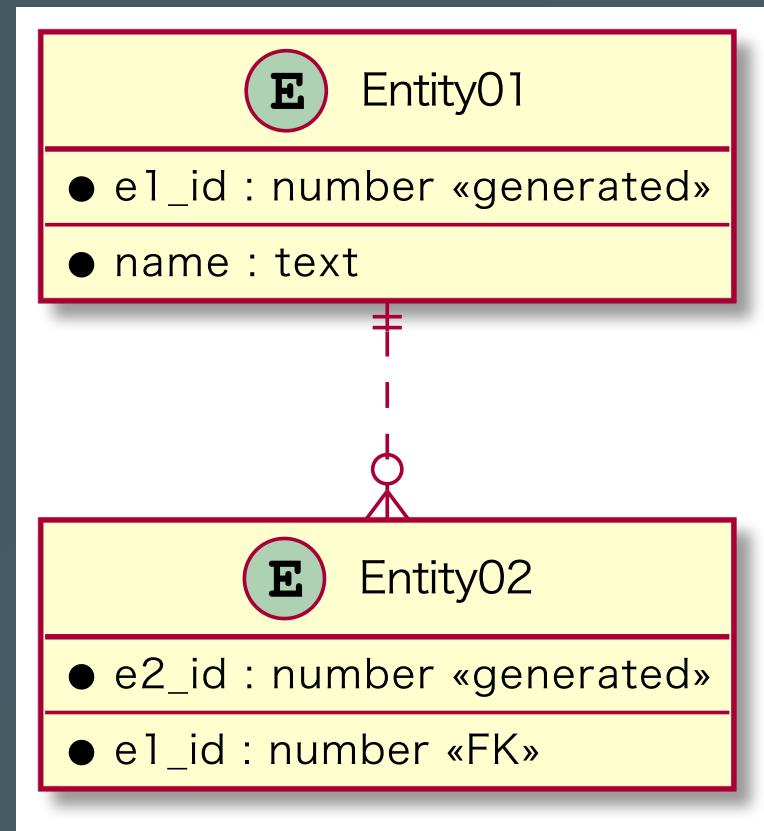 E Entity01
● e1_id : number «generated»
● name : text
E Entity02
● e2_id : number «generated»
● e1_id : number «FK»